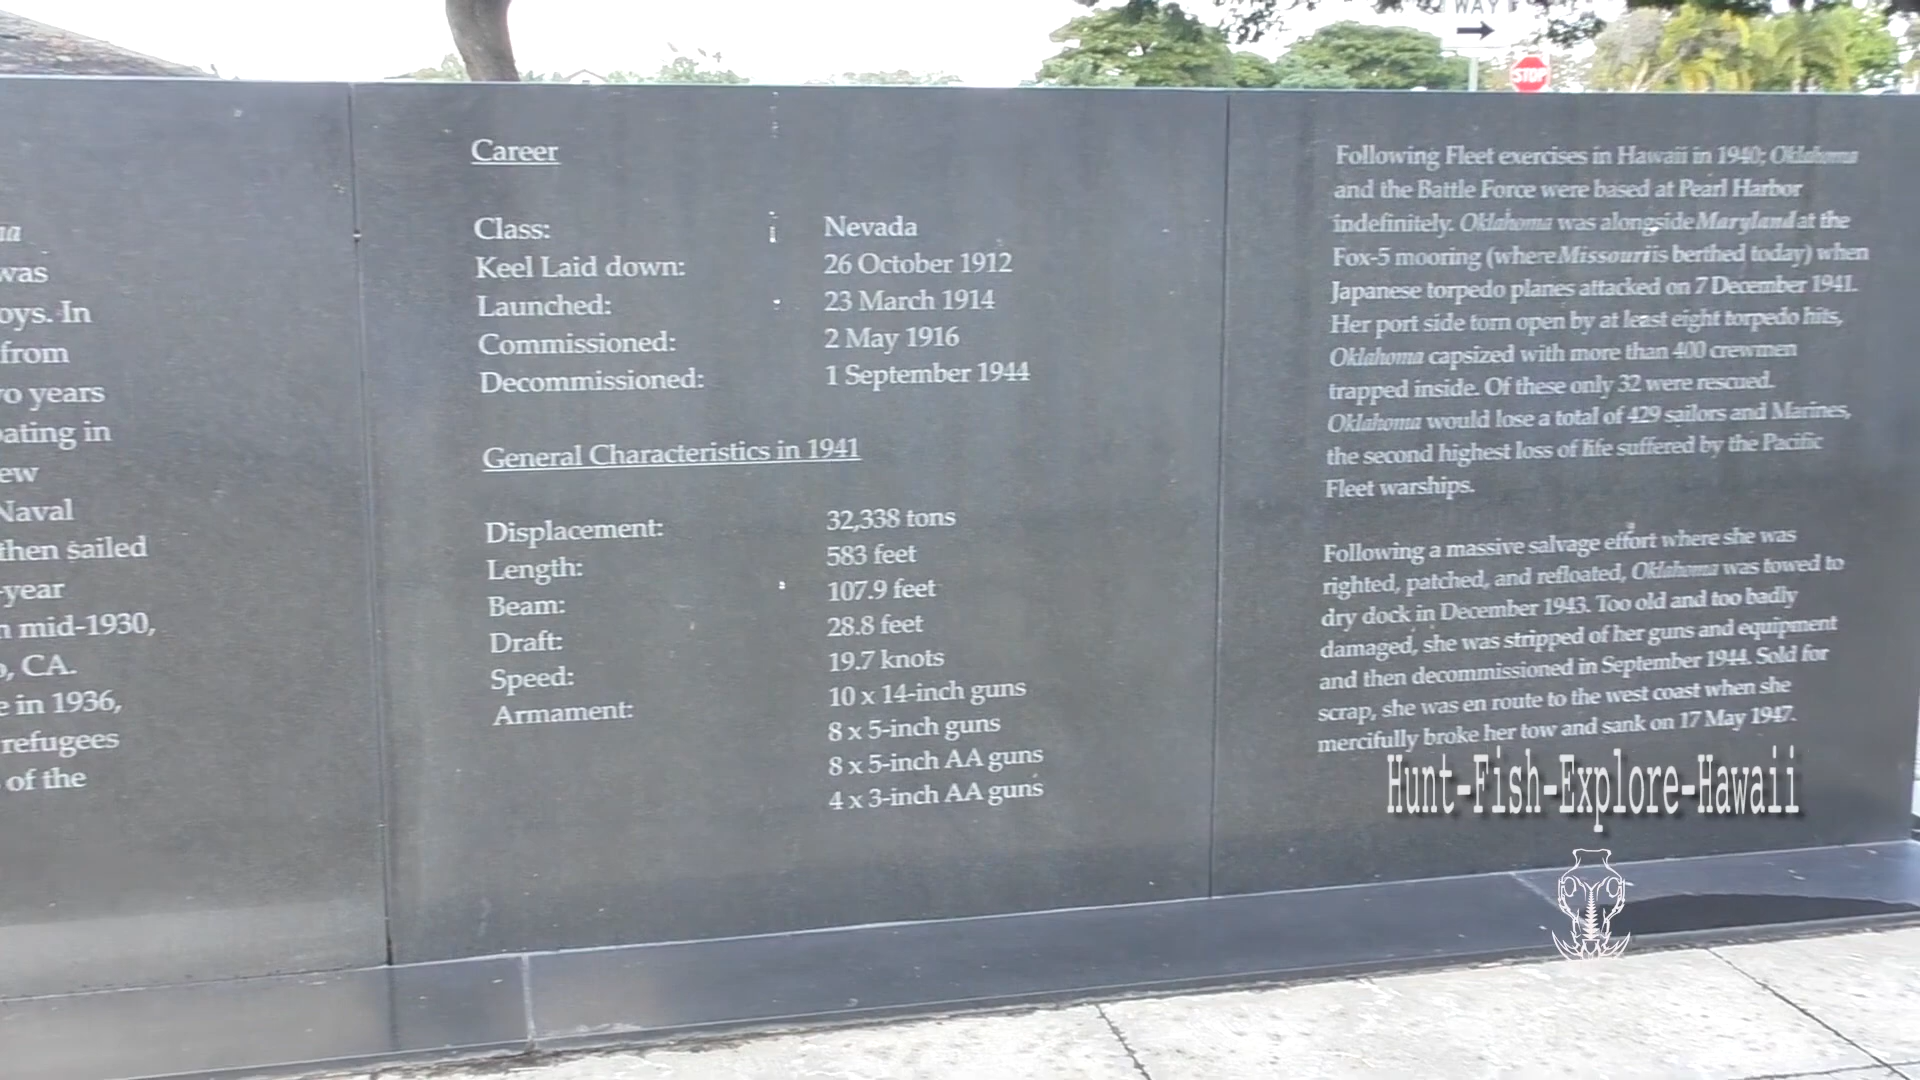 WAY
STOP
na
was
oys. In
from
vo years
pating in
ew
Naval
then sailed
-year
n mid-1930,
o, CA.
e in 1936,
refugees
of the
Career
Class: Nevada
Keel Laid down: 26 October 1912
Launched: 23 March 1914
Commissioned: 2 May 1916
Decommissioned: 1 September 1944
General Characteristics in 1941
Displacement: 32,338 tons
Length: 583 feet
Beam: 107.9 feet
Draft: 28.8 feet
Speed: 19.7 knots
Armament: 10 x 14-inch guns
8 x 5-inch guns
8 x 5-inch AA guns
4 x 3-inch AA guns
Following Fleet exercises in Hawaii in 1940; Oklahoma
and the Battle Force were based at Pearl Harbor
indefinitely. Oklahoma was alongside Maryland at the
Fox-5 mooring (where Missouri is berthed today) when
Japanese torpedo planes attacked on 7 December 1941.
Her port side torn open by at least eight torpedo hits,
Oklahoma capsized with more than 400 crewmen
trapped inside. Of these only 32 were rescued.
Oklahoma would lose a total of 429 sailors and Marines,
the second highest loss of life suffered by the Pacific
Fleet warships.
Following a massive salvage effort where she was
righted, patched, and refloated, Oklahoma was towed to
dry dock in December 1943. Too old and too badly
damaged, she was stripped of her guns and equipment
and then decommissioned in September 1944. Sold for
scrap, she was en route to the west coast when she
mercifully broke her tow and sank on 17 May 1947.
Hunt-Fish-Explore-Hawaii